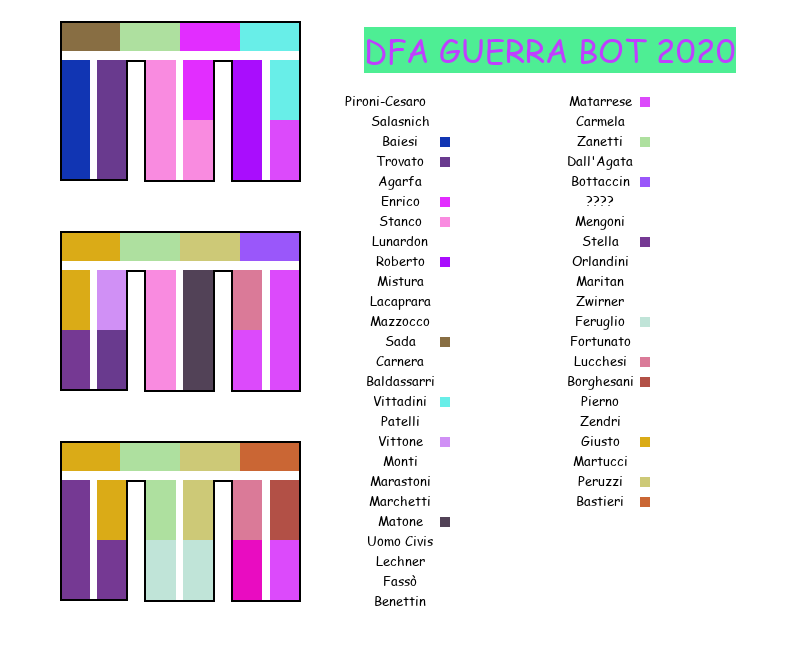 DFA GUERRA BOT 2020
Pironi-Cesaro
Salasnich
Baiesi
Trovato
Agarfa
Enrico
Stanco
Lunardon
Roberto
Mistura
Lacaprara
Mazzocco
Sada
Carnera
Baldassarri
Vittadini
Patelli
Vittone
Monti
Marastoni
Marchetti
Matone
Uomo Civis
Lechner
Fassò
Benettin
Matarrese
Carmela
Zanetti
Dall'Agata
Bottaccin
????
Mengoni
Stella
Orlandini
Maritan
Zwirner
Feruglio
Fortunato
Lucchesi
Borghesani
Pierno
Zendri
Giusto
Martucci
Peruzzi
Bastieri